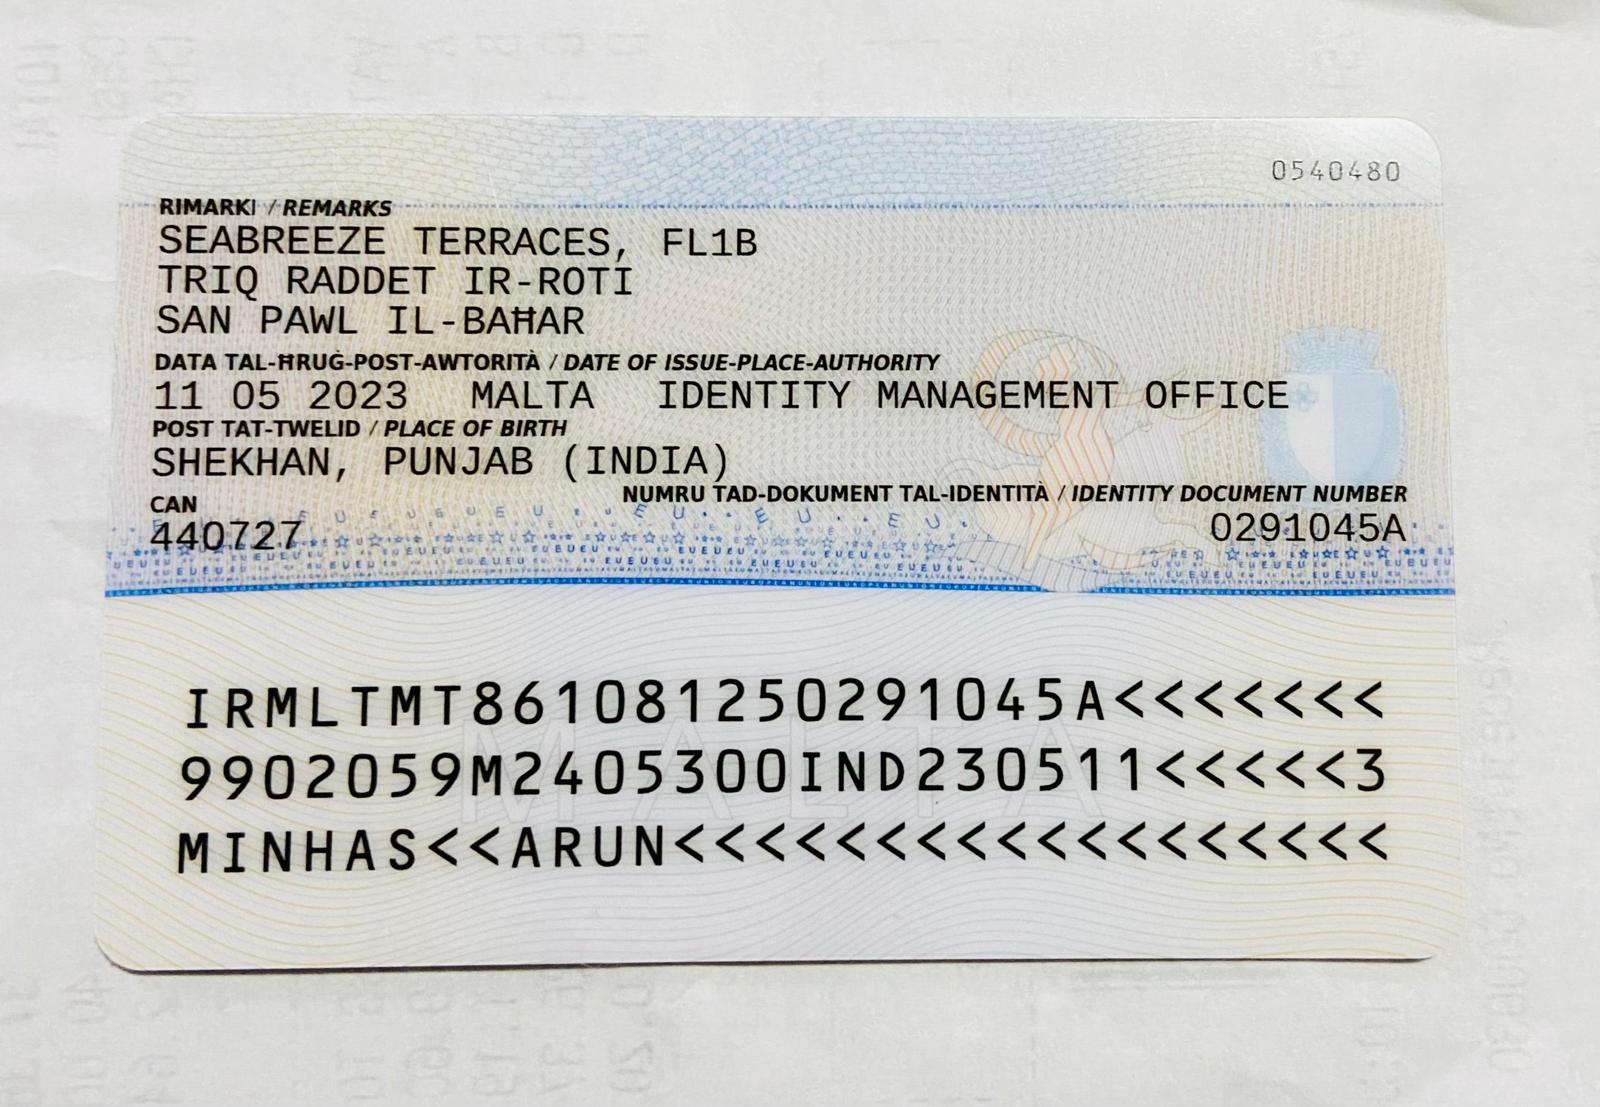 0540480
RIMARKI / REMARKS
SEABREEZE TERRACES, FL1B
TRIQ RADDET IR-ROTI
SAN PAWL IL-BAĦAR
DATA TAL-ĦRUĠ-POST-AWTORITÀ / DATE OF ISSUE-PLACE-AUTHORITY
11 05 2023 MALTA IDENTITY MANAGEMENT OFFICE
POST TAT-TWELID / PLACE OF BIRTH
SHEKHAN, PUNJAB (INDIA)
CAN
NUMRU TAD-DOKUMENT TAL-IDENTITÀ / IDENTITY DOCUMENT NUMBER
440727
0291045A
MALTA
IRMLTMT861081250291045A<<<<<<<
9902059M2405300IND230511<<<<<3
MINHAS<<ARUN<<<<<<<<<<<<<<<<<<